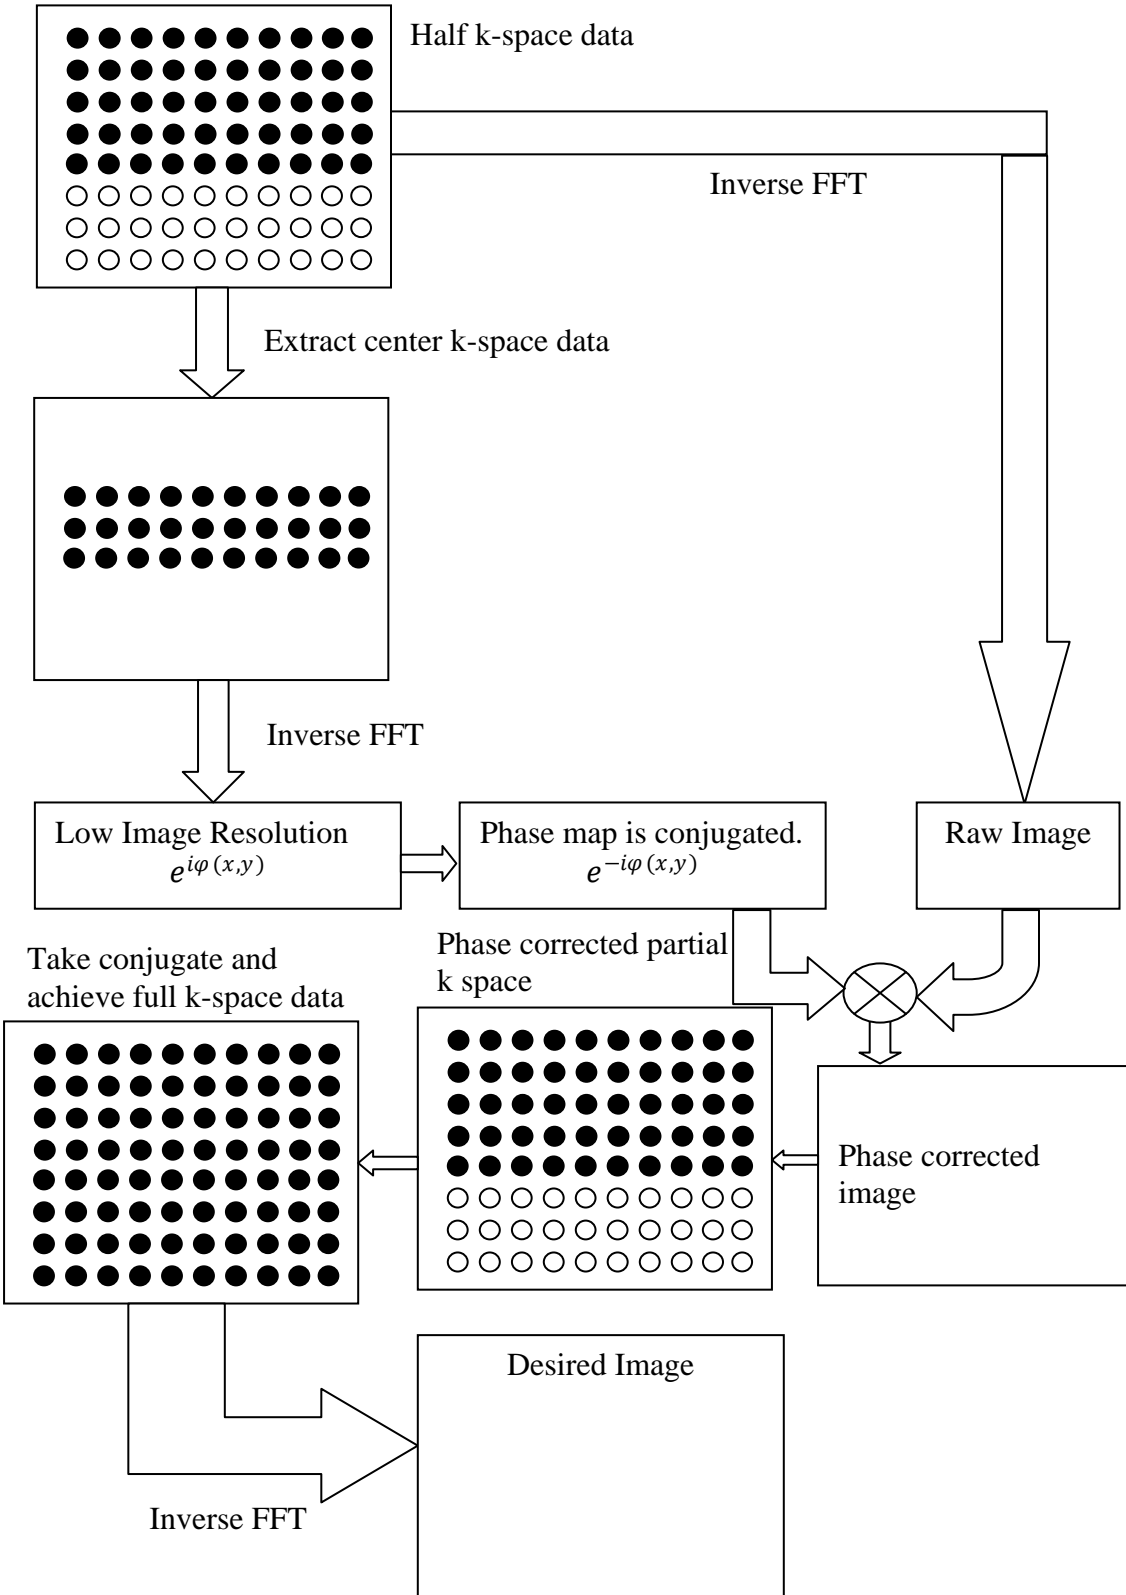 Half k-space data
Inverse FFT
Extract center k-space data
Inverse FFT
Low Image Resolution
e^{iφ(x,y)}
Phase map is conjugated.
e^{−iφ(x,y)}
Raw Image
Take conjugate and
achieve full k-space data
Phase corrected partial
k space
Phase corrected
image
Desired Image
Inverse FFT